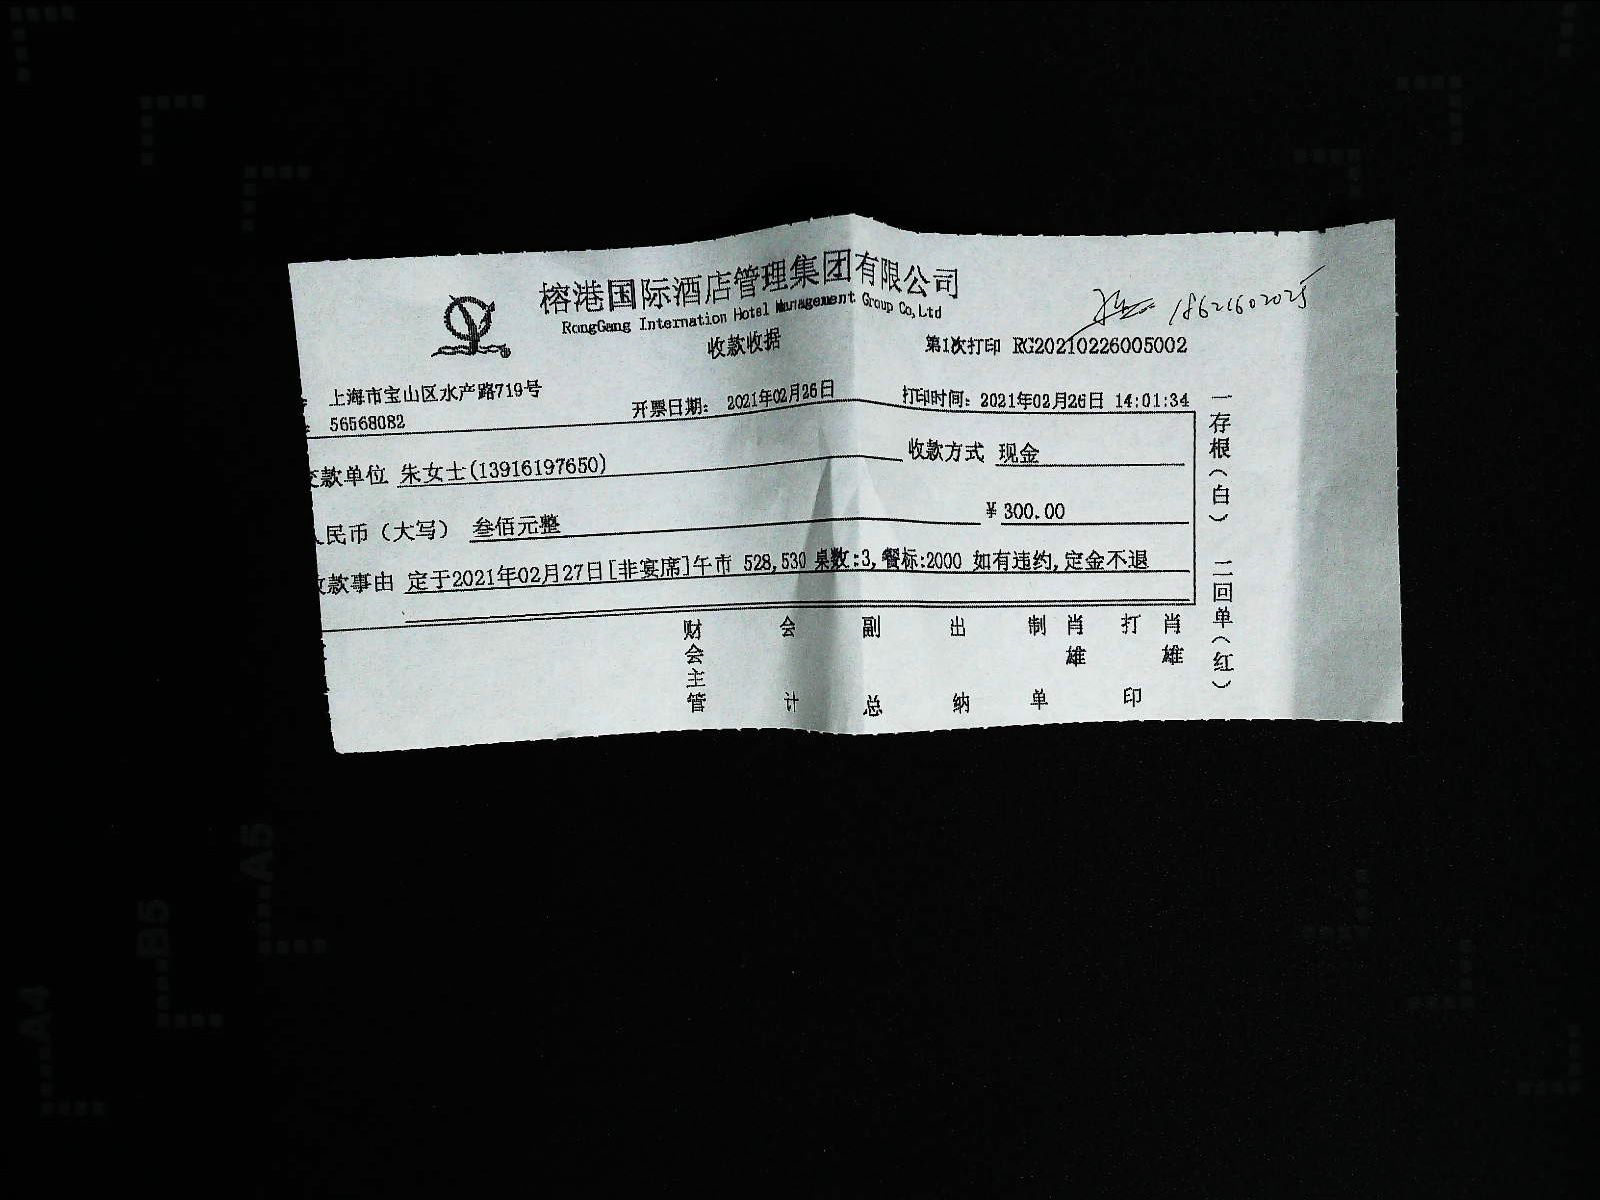 榕港国际酒店管理集团有限公司
RongGang Internation Hotel Management Group Co,Ltd
18621602025
收款收据
第1次打印 RG20210226005002
上海市宝山区水产路719号
56568082
开票日期: 2021年02月26日
打印时间: 2021年02月26日 14:01:34
款单位 朱女士(13916197650)
收款方式 现金
民币（大写） 叁佰元整
¥300.00
款事由 定于2021年02月27日[非宴席]午市 528,530 桌数:3,餐标:2000 如有违约,定金不退
财会主管 会计 副总 出纳 制单 肖雄 打印 肖雄
一存根(白) 二回单(红)
A5
B5
A4